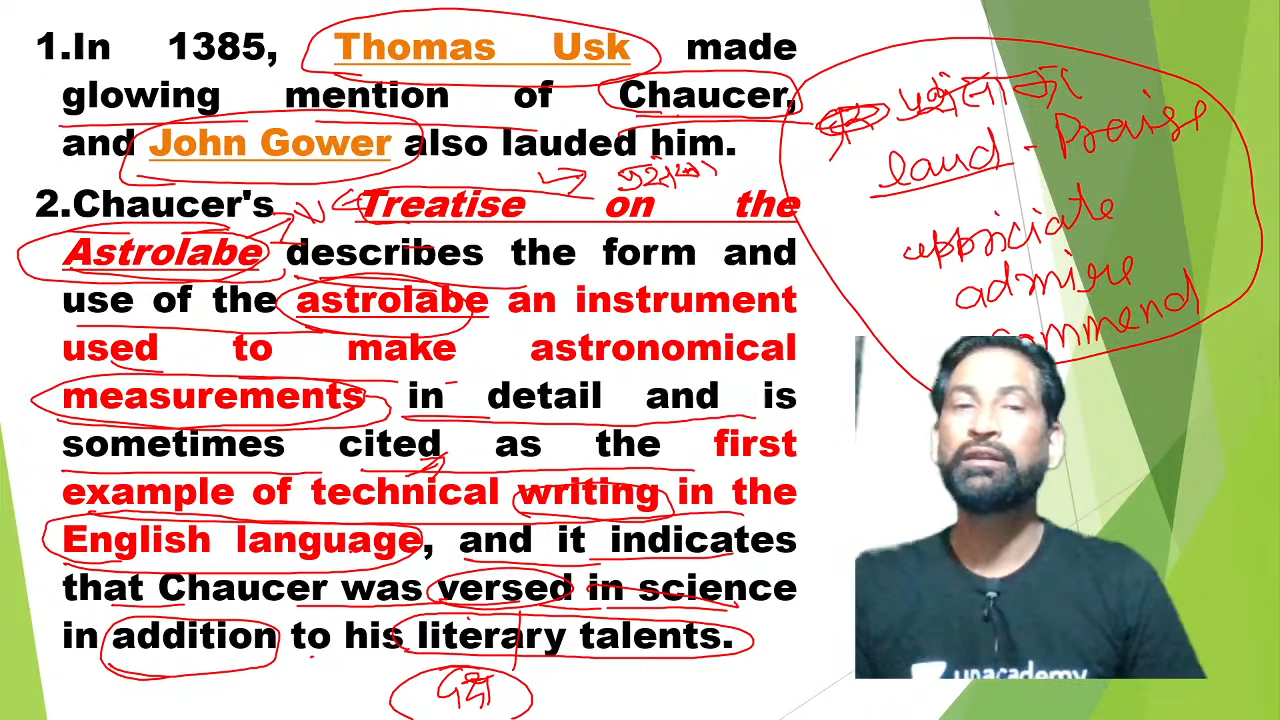 1.In 1385, Thomas Usk made
glowing mention of Chaucer,
and John Gower also lauded him.
2.Chaucer's Treatise on the
Astrolabe describes the form and
use of the astrolabe an instrument
used to make astronomical
measurements in detail and is
sometimes cited as the first
example of technical writing in the
English language, and it indicates
that Chaucer was versed in science
in addition to his literary talents.
laud - Praise
appriciate
admire
commend
unacademy